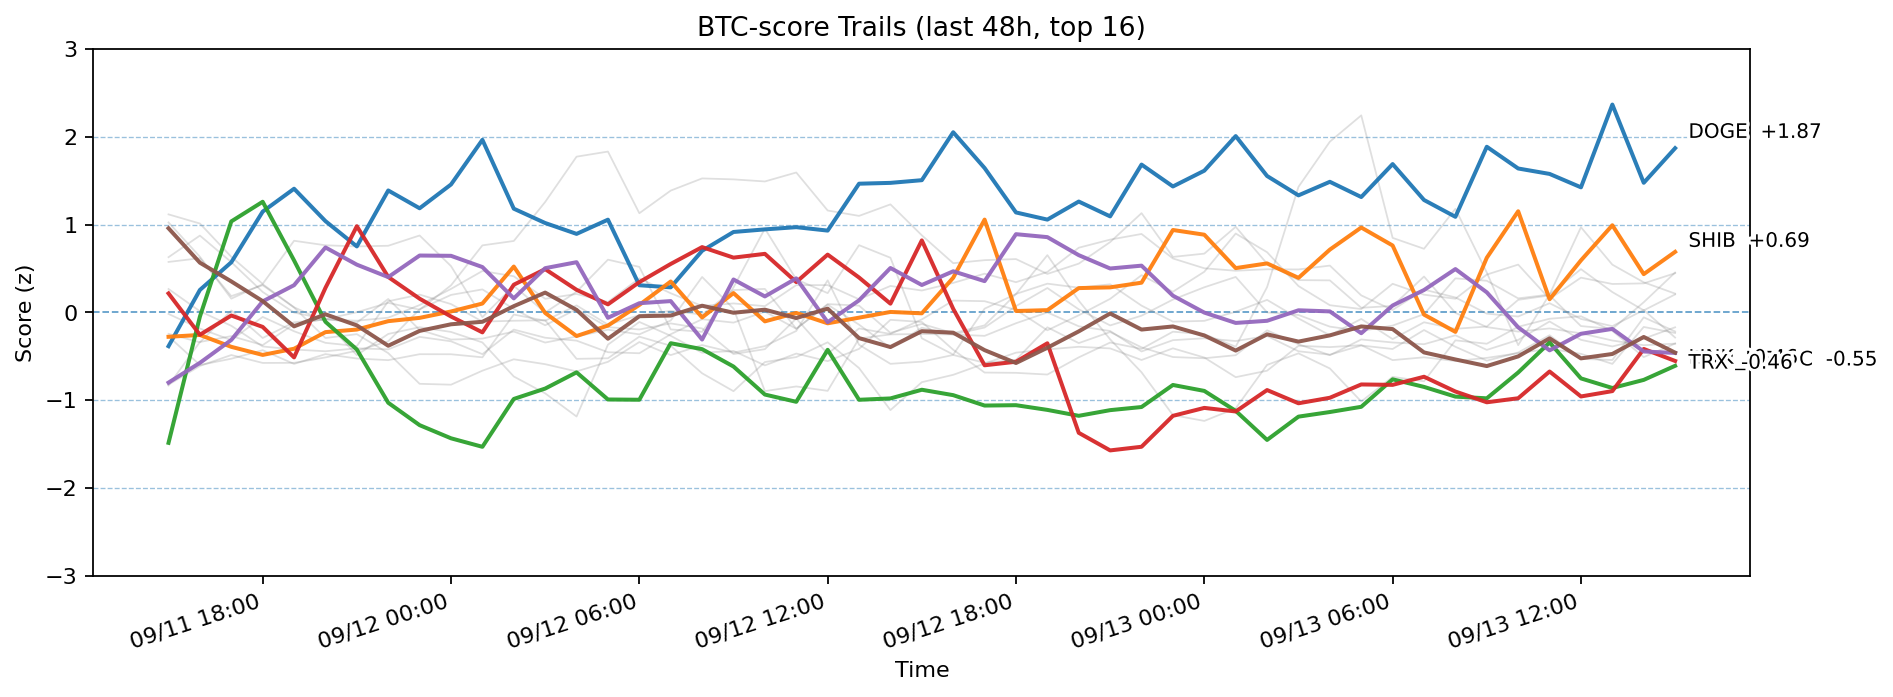 BTC-score Trails (last 48h, top 16)
Score (z)
3
2
1
0
−1
−2
−3
DOGE +1.87
SHIB +0.69
TRX -0.46
C -0.55
09/11 18:00
09/12 00:00
09/12 06:00
09/12 12:00
09/12 18:00
09/13 00:00
09/13 06:00
09/13 12:00
Time